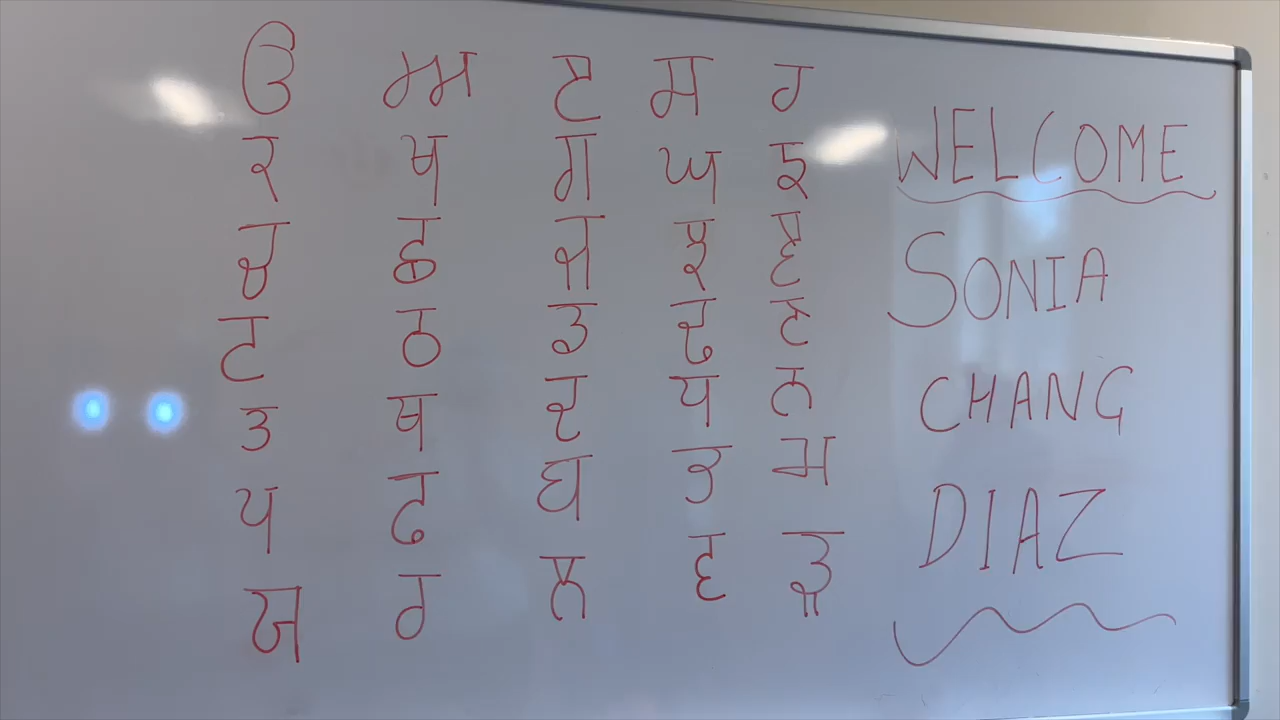 ੳ ਅ ੲ ਸ ਹ
ਕ ਖ ਗ ਘ ਙ
ਚ ਛ ਜ ਝ ਞ
ਟ ਠ ਡ ਢ ਣ
ਤ ਥ ਦ ਧ ਨ
ਪ ਫ ਬ ਭ ਮ
ਯ ਰ ਲ ਵ ੜ
WELCOME
SONIA
CHANG
DIAZ